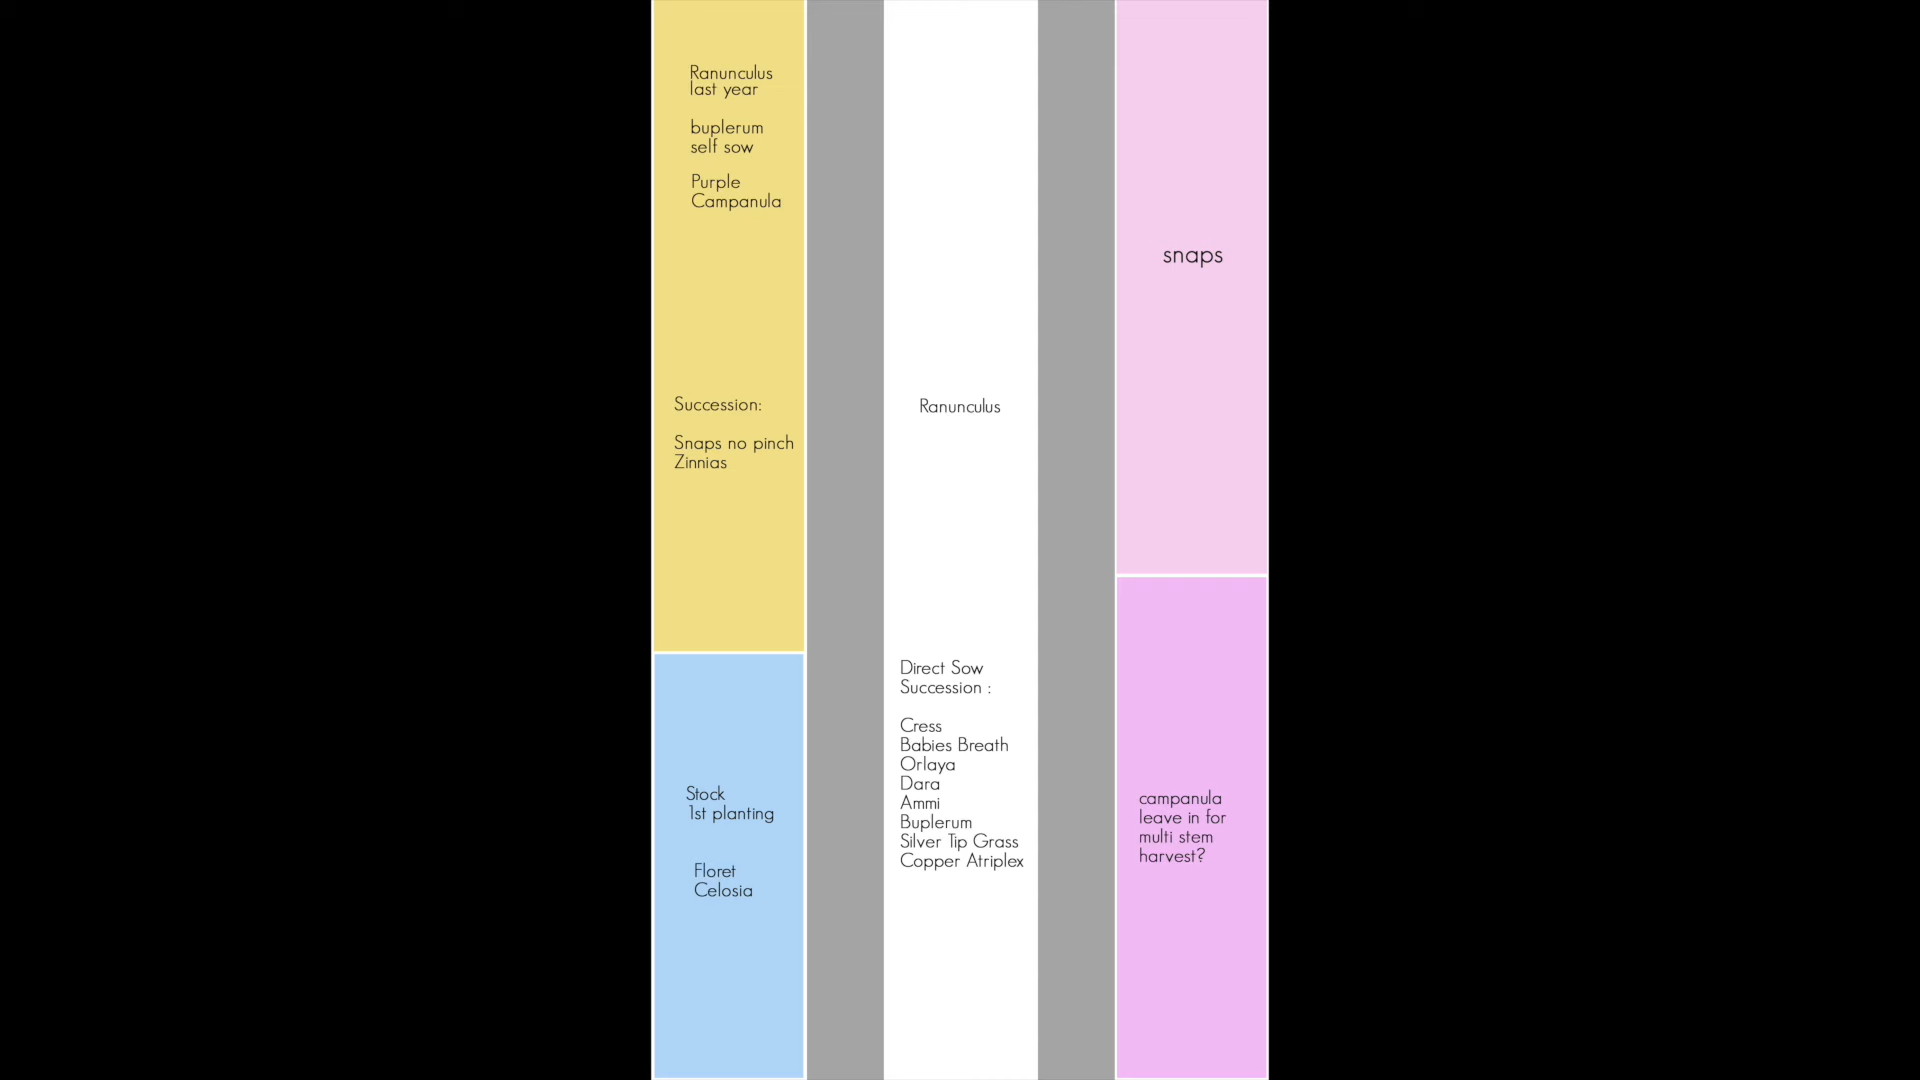 Ranunculus
last year
buplerum
self sow
Purple
Campanula
Succession:
Snaps no pinch
Zinnias
Stock
1st planting
Floret
Celosia
Ranunculus
Direct Sow
Succession :
Cress
Babies Breath
Orlaya
Dara
Ammi
Buplerum
Silver Tip Grass
Copper Atriplex
snaps
campanula
leave in for
multi stem
harvest?